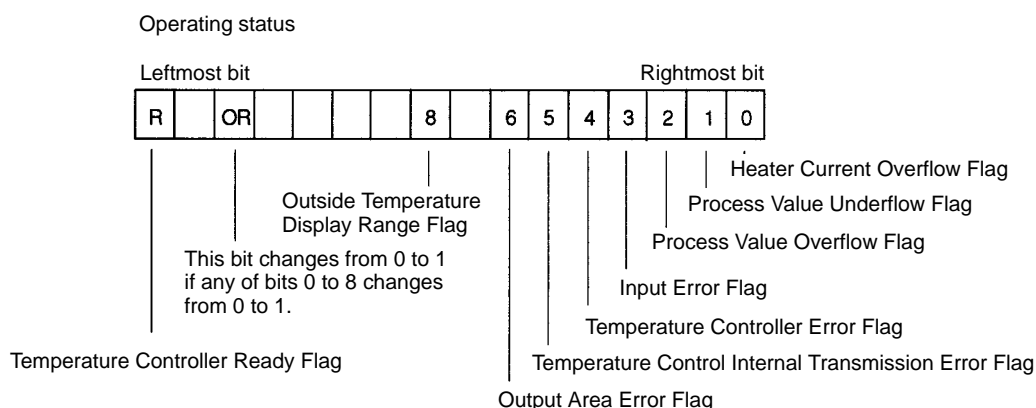 Operating status
Leftmost bit
Rightmost bit
R OR 8 6 5 4 3 2 1 0
Heater Current Overflow Flag
Outside Temperature
Display Range Flag
Process Value Underflow Flag
Process Value Overflow Flag
This bit changes from 0 to 1
if any of bits 0 to 8 changes
from 0 to 1.
Input Error Flag
Temperature Controller Error Flag
Temperature Controller Ready Flag
Temperature Control Internal Transmission Error Flag
Output Area Error Flag